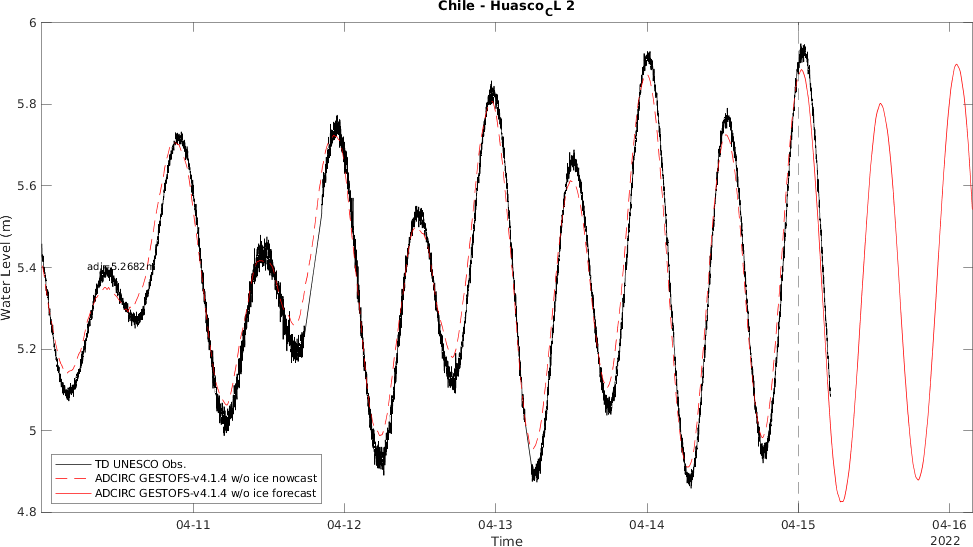 Chile - Huasco_CL 2
6
5.8
5.6
5.4
5.2
5
4.8
Water Level (m)
adj=5.2682m
TD UNESCO Obs.
ADCIRC GESTOFS-v4.1.4 w/o ice nowcast
ADCIRC GESTOFS-v4.1.4 w/o ice forecast
04-11 04-12 04-13 04-14 04-15 04-16
Time 2022